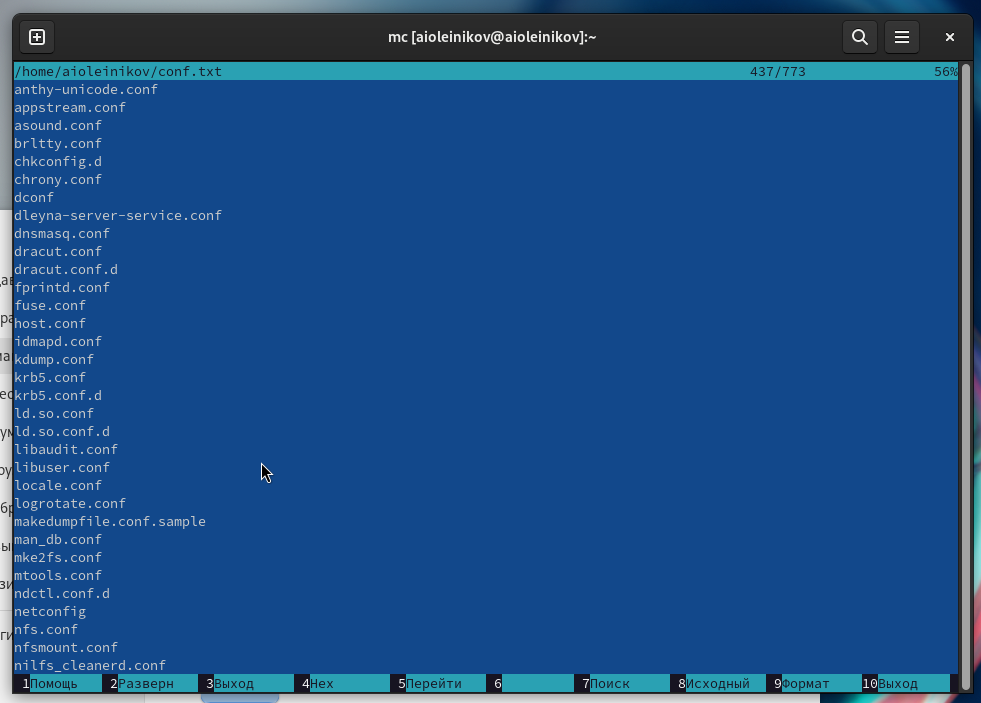 mc [aioleinikov@aioleinikov]:~
/home/aioleinikov/conf.txt 437/773 56%
anthy-unicode.conf
appstream.conf
asound.conf
brltty.conf
chkconfig.d
chrony.conf
dconf
dleyna-server-service.conf
dnsmasq.conf
dracut.conf
dracut.conf.d
fprintd.conf
fuse.conf
host.conf
idmapd.conf
kdump.conf
krb5.conf
krb5.conf.d
ld.so.conf
ld.so.conf.d
libaudit.conf
libuser.conf
locale.conf
logrotate.conf
makedumpfile.conf.sample
man_db.conf
mke2fs.conf
mtools.conf
ndctl.conf.d
netconfig
nfs.conf
nfsmount.conf
nilfs_cleanerd.conf
1Помощь 2Разверн 3Выход 4Hex 5Перейти 6 7Поиск 8Исходный 9Формат 10Выход